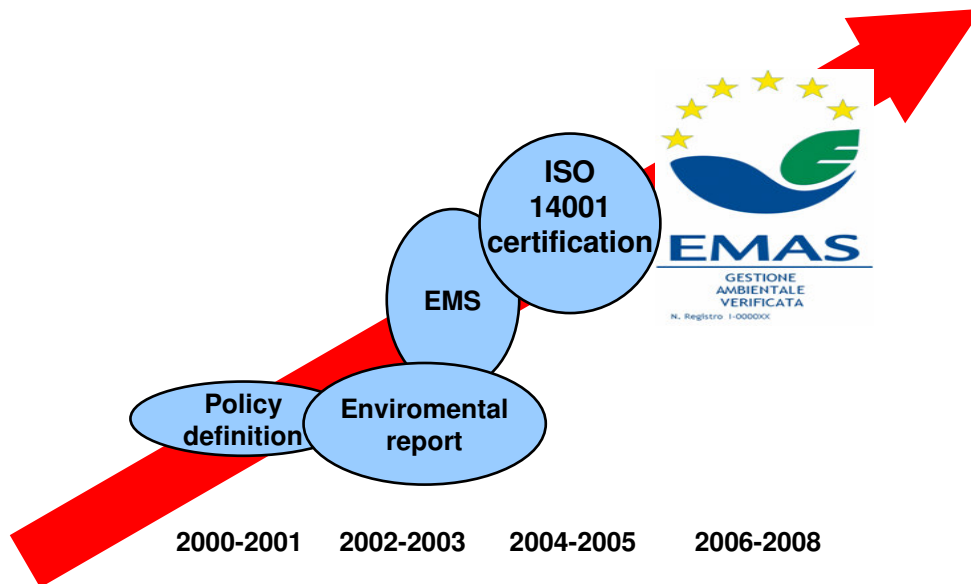 ISO
14001
certification
EMS
Policy
definition
Enviromental
report
EMAS
GESTIONE
AMBIENTALE
VERIFICATA
N. Registro I-0000XX
2000-2001 2002-2003 2004-2005 2006-2008